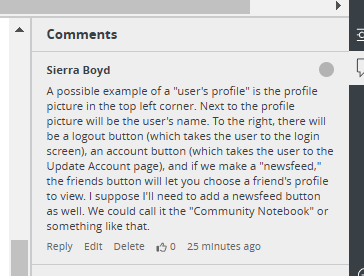 Comments
Sierra Boyd
A possible example of a "user's profile" is the profile
picture in the top left corner. Next to the profile
picture will be the user's name. To the right, there will
be a logout button (which takes the user to the login
screen), an account button (which takes the user to the
Update Account page), and if we make a "newsfeed,"
the friends button will let you choose a friend's profile
to view. I suppose I'll need to add a newsfeed button
as well. We could call it the "Community Notebook" or
something like that.
Reply Edit Delete 0 25 minutes ago